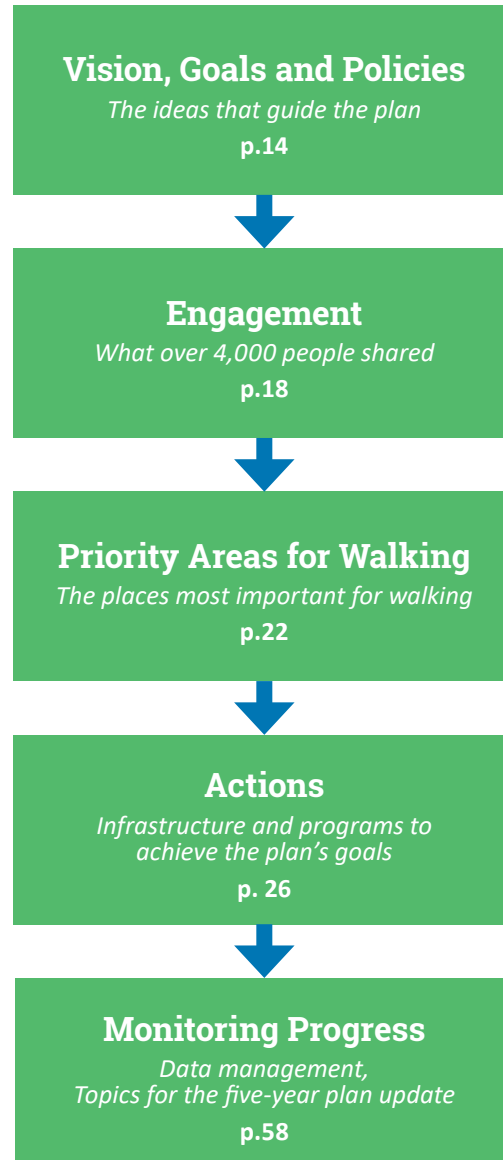 Vision, Goals and Policies
The ideas that guide the plan
p.14
Engagement
What over 4,000 people shared
p.18
Priority Areas for Walking
The places most important for walking
p.22
Actions
Infrastructure and programs to
achieve the plan's goals
p. 26
Monitoring Progress
Data management,
Topics for the five-year plan update
p.58